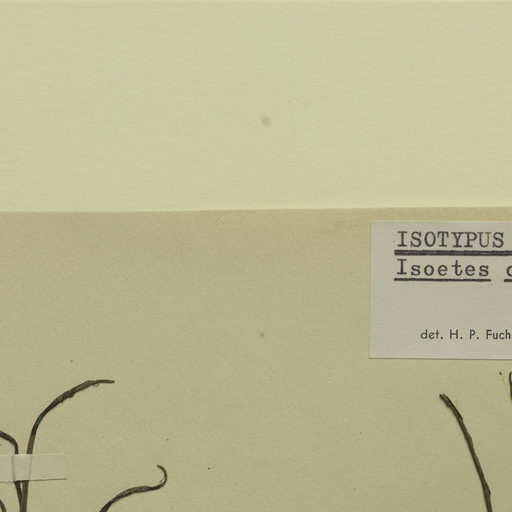 ISOTYPUS
Isoetes
det. H. P. Fuch